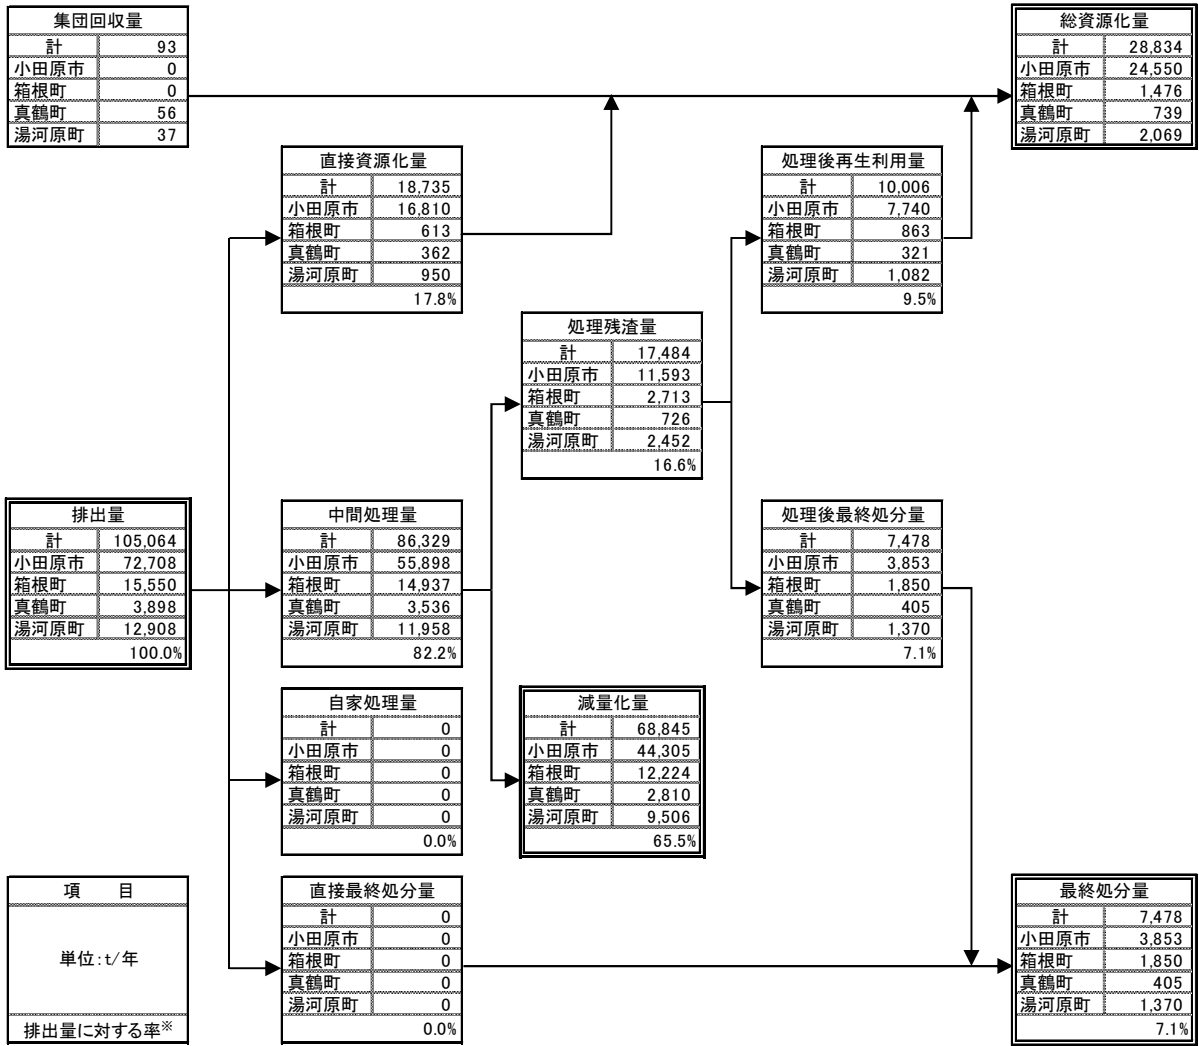 集団回収量
計 93
小田原市 0
箱根町 0
真鶴町 56
湯河原町 37
総資源化量
計 28,834
小田原市 24,550
箱根町 1,476
真鶴町 739
湯河原町 2,069
直接資源化量
計 18,735
小田原市 16,810
箱根町 613
真鶴町 362
湯河原町 950
17.8%
処理後再生利用量
計 10,006
小田原市 7,740
箱根町 863
真鶴町 321
湯河原町 1,082
9.5%
処理残渣量
計 17,484
小田原市 11,593
箱根町 2,713
真鶴町 726
湯河原町 2,452
16.6%
排出量
計 105,064
小田原市 72,708
箱根町 15,550
真鶴町 3,898
湯河原町 12,908
100.0%
中間処理量
計 86,329
小田原市 55,898
箱根町 14,937
真鶴町 3,536
湯河原町 11,958
82.2%
処理後最終処分量
計 7,478
小田原市 3,853
箱根町 1,850
真鶴町 405
湯河原町 1,370
7.1%
自家処理量
計 0
小田原市 0
箱根町 0
真鶴町 0
湯河原町 0
0.0%
減量化量
計 68,845
小田原市 44,305
箱根町 12,224
真鶴町 2,810
湯河原町 9,506
65.5%
項 目
単位:t/年
排出量に対する率※
直接最終処分量
計 0
小田原市 0
箱根町 0
真鶴町 0
湯河原町 0
0.0%
最終処分量
計 7,478
小田原市 3,853
箱根町 1,850
真鶴町 405
湯河原町 1,370
7.1%